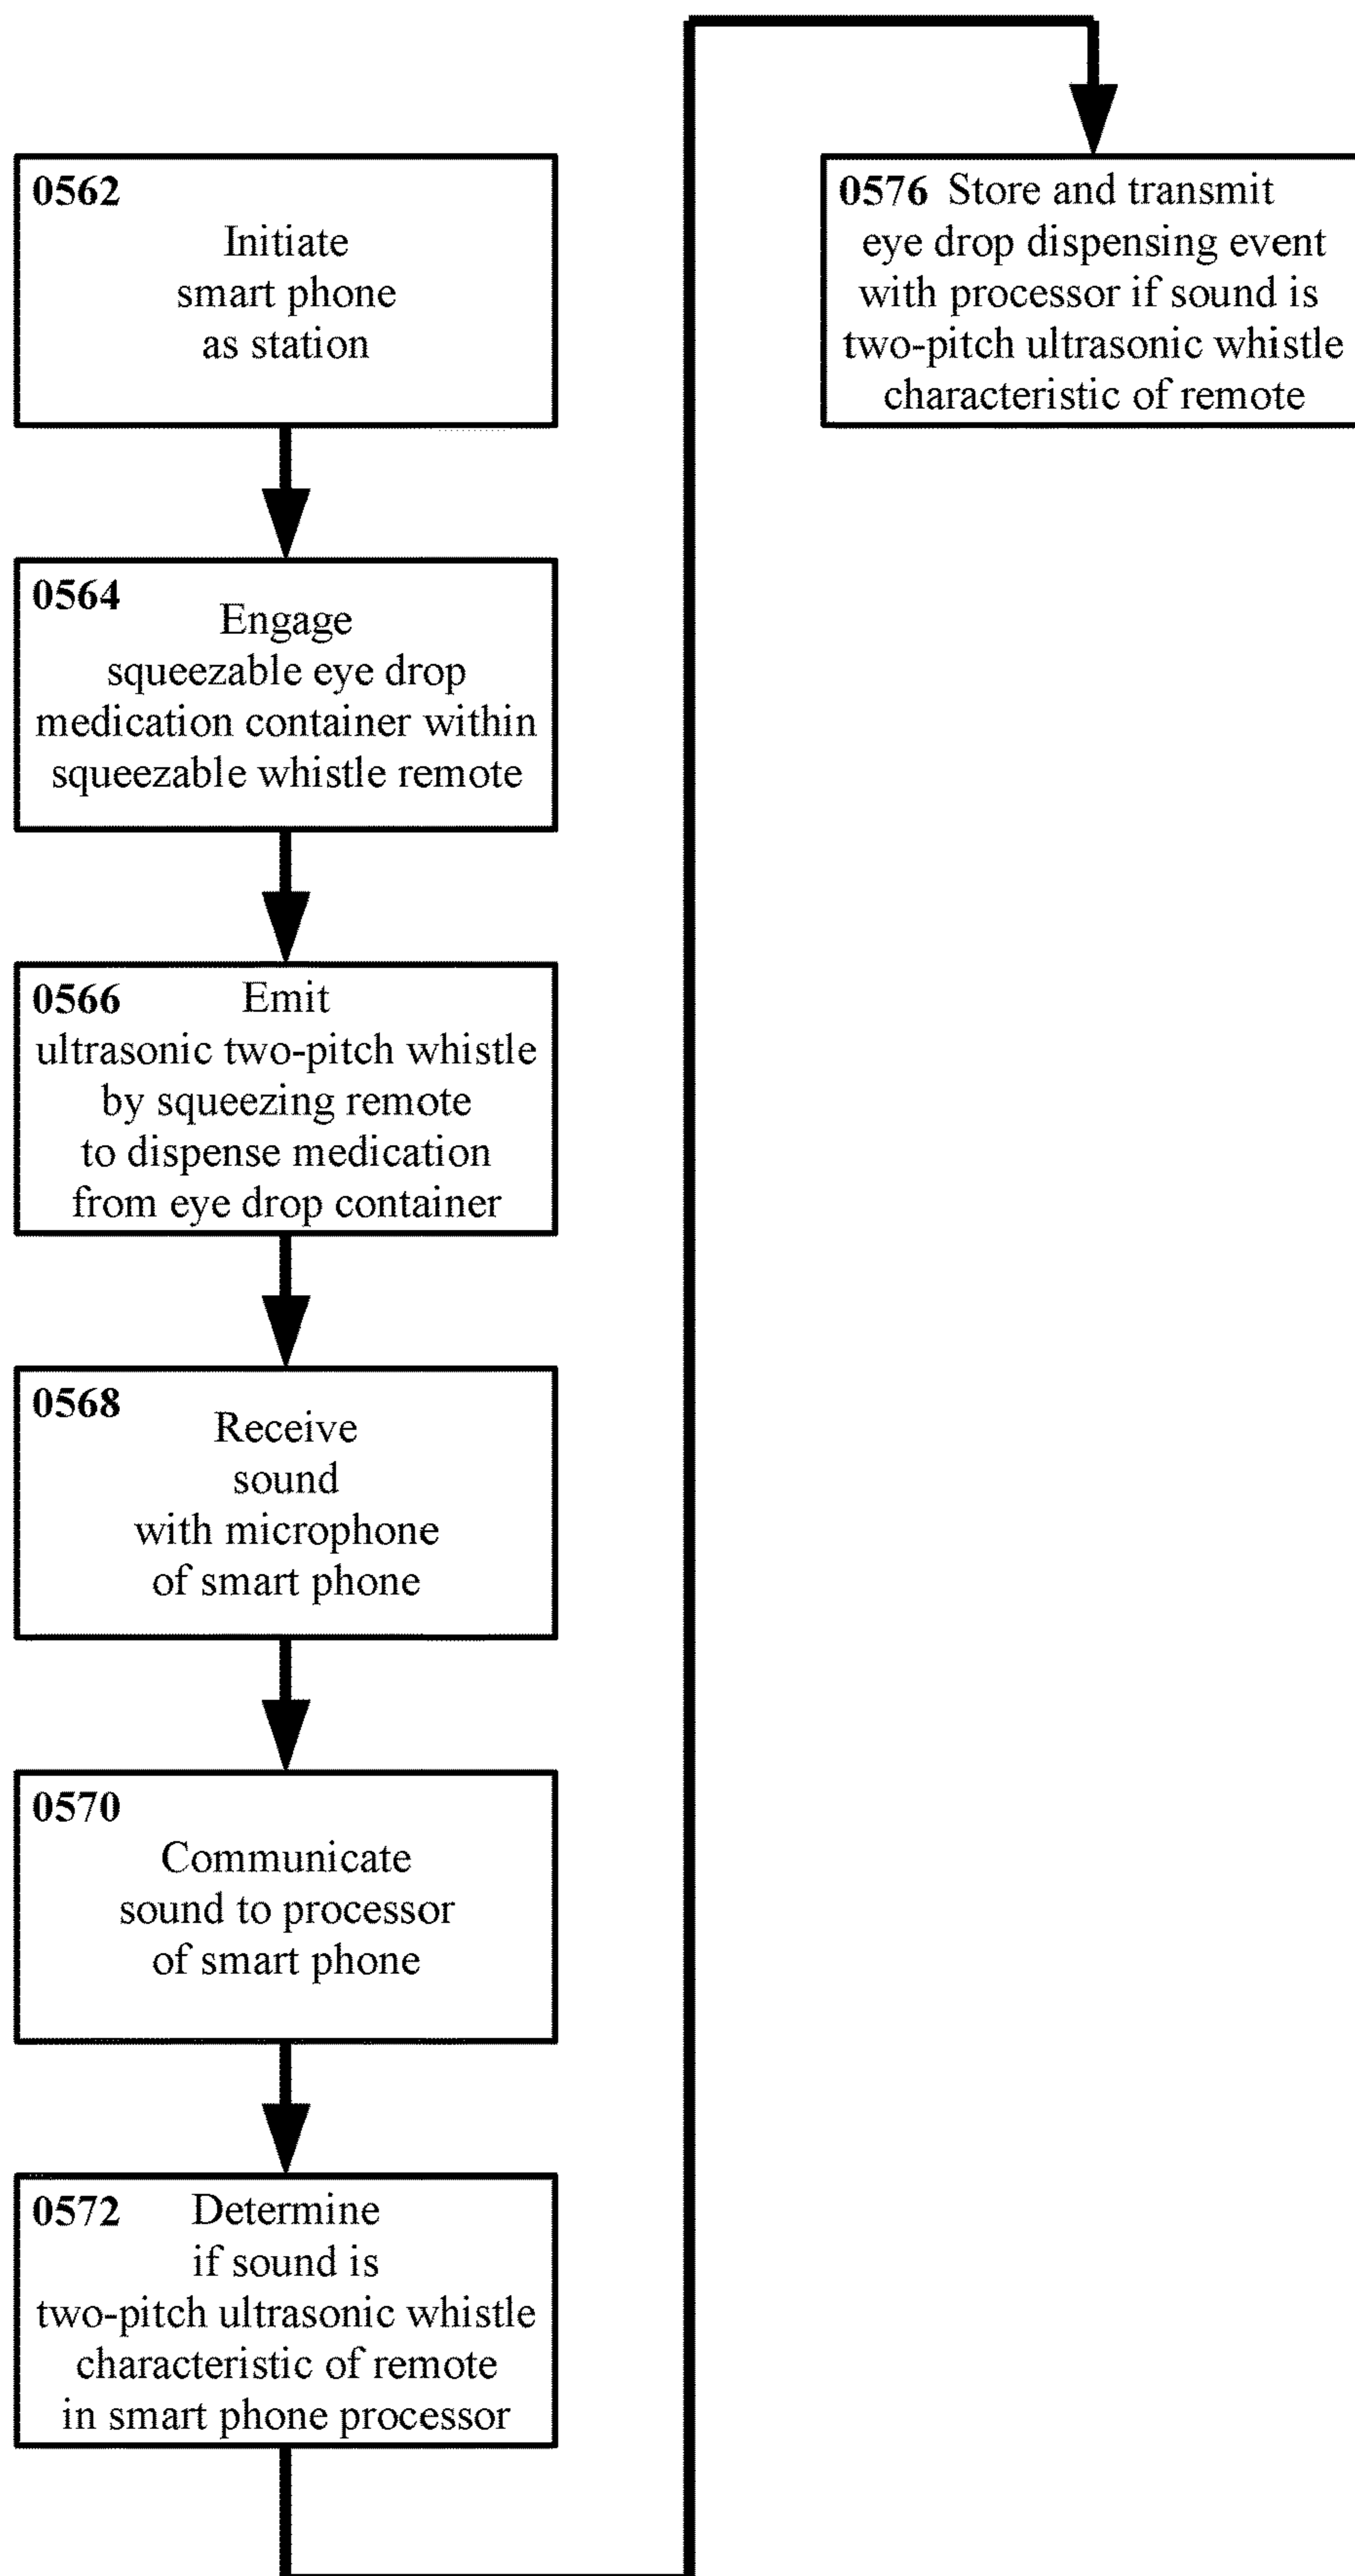 0562
Initiate
smart phone
as station
0564
Engage
squeezable eye drop
medication container within
squeezable whistle remote
0566 Emit
ultrasonic two-pitch whistle
by squeezing remote
to dispense medication
from eye drop container
0568
Receive
sound
with microphone
of smart phone
0570
Communicate
sound to processor
of smart phone
0572 Determine
if sound is
two-pitch ultrasonic whistle
characteristic of remote
in smart phone processor
0576 Store and transmit
eye drop dispensing event
with processor if sound is
two-pitch ultrasonic whistle
characteristic of remote